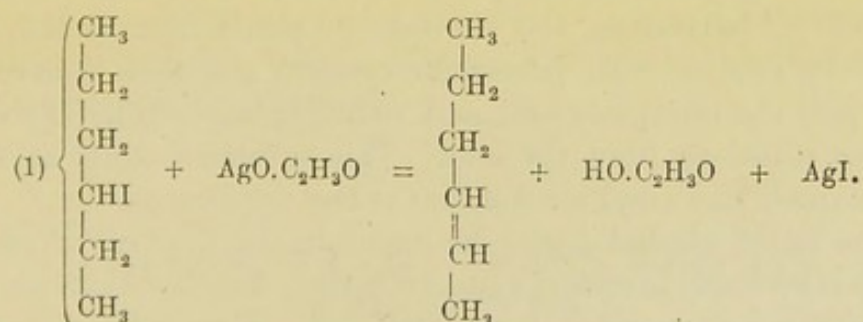 CH₃ CH₃
CH₂ CH₂
CH₂ CH₂
(1) + AgO.C₂H₃O = + HO.C₂H₃O + AgI.
CHI CH
CH₂ CH
CH₃ CH₃